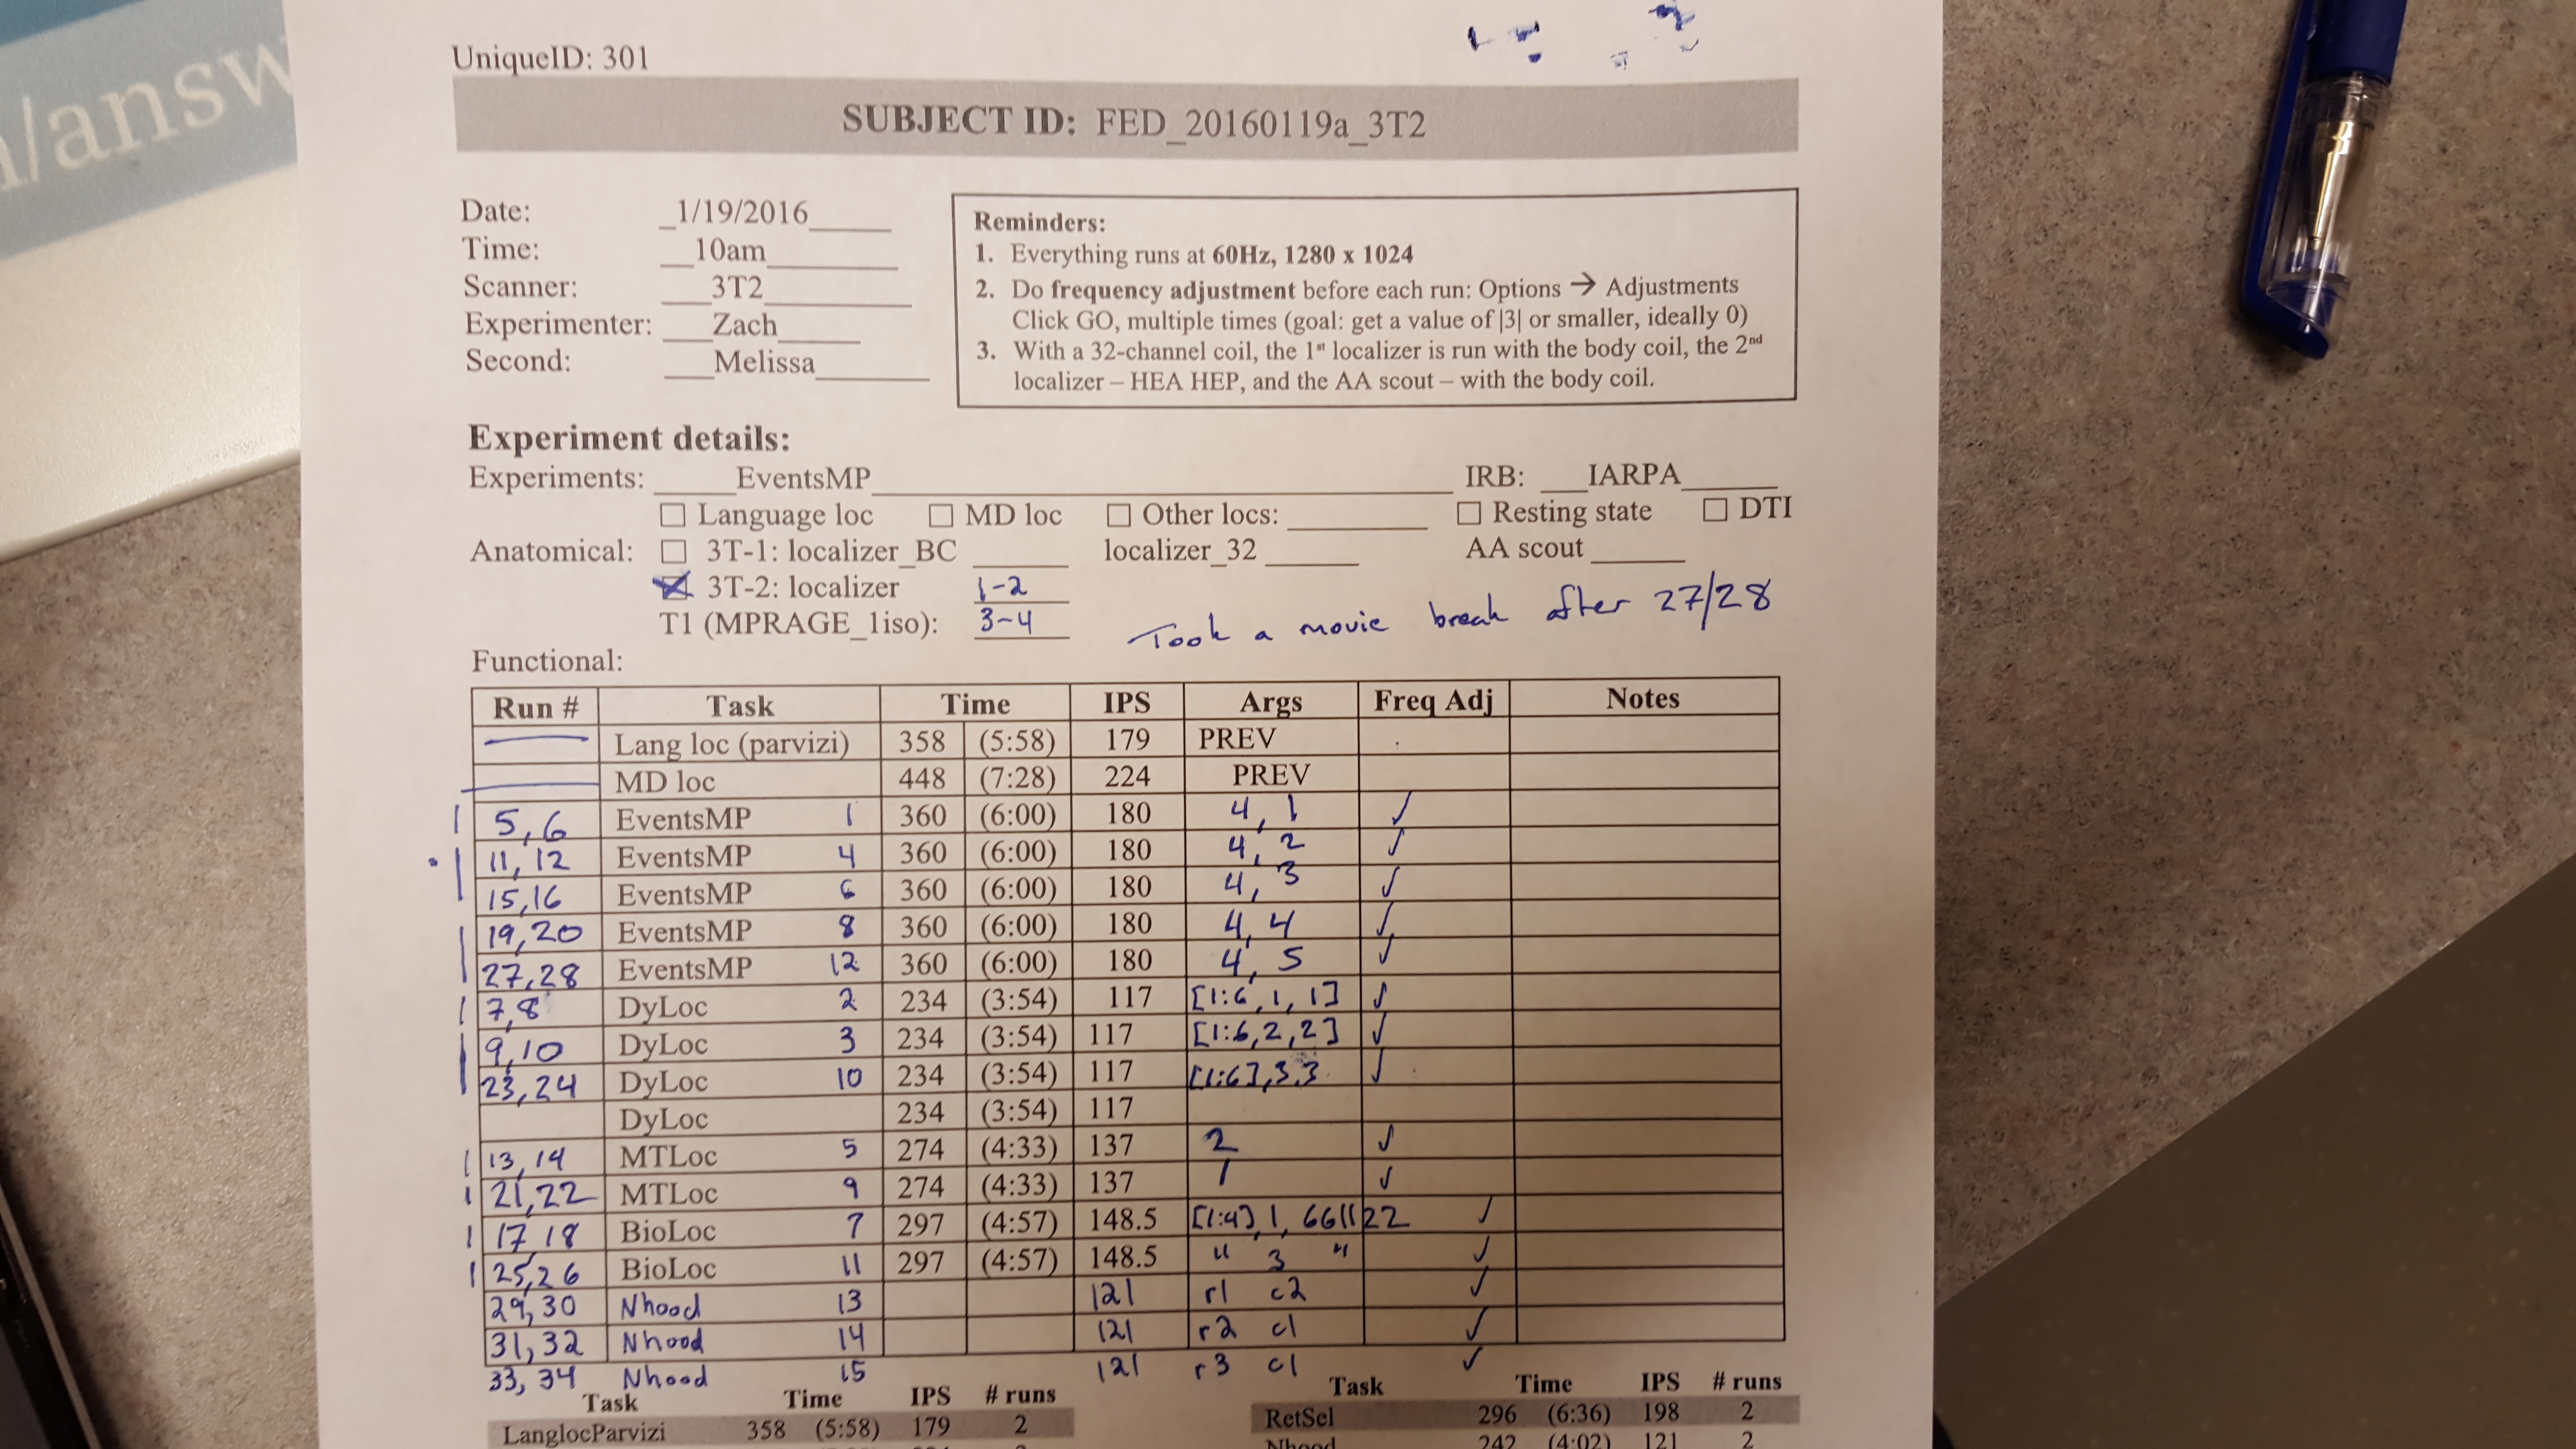 /answ
UniqueID: 301
SUBJECT ID: FED_20160119a_3T2
Date: _1/19/2016_____
Time: __10am________
Scanner: ___3T2_________
Experimenter: ___Zach_____
Second: ___Melissa_______
Reminders:
1. Everything runs at 60Hz, 1280 x 1024
2. Do frequency adjustment before each run: Options → Adjustments
Click GO, multiple times (goal: get a value of |3| or smaller, ideally 0)
3. With a 32-channel coil, the 1st localizer is run with the body coil, the 2nd
localizer – HEA HEP, and the AA scout – with the body coil.
Experiment details:
Experiments: _____EventsMP____ IRB: ___IARPA______
☐ Language loc ☐ MD loc ☐ Other locs: ________ ☐ Resting state ☐ DTI
Anatomical: ☐ 3T-1: localizer_BC ______ localizer_32 ______ AA scout ______
☒ 3T-2: localizer 1-2
T1 (MPRAGE_1iso): 3-4
Took a movie break after 27/28
Functional:
Run # Task Time IPS Args Freq Adj Notes
— Lang loc (parvizi) 358 (5:58) 179 PREV
— MD loc 448 (7:28) 224 PREV
5,6 EventsMP 1 360 (6:00) 180 4, 1 ✓
11, 12 EventsMP 4 360 (6:00) 180 4, 2 ✓
15,16 EventsMP 6 360 (6:00) 180 4, 3 ✓
19,20 EventsMP 8 360 (6:00) 180 4,4 ✓
27,28 EventsMP 12 360 (6:00) 180 4, 5 ✓
7,8 DyLoc 2 234 (3:54) 117 [1:6, 1, 1] ✓
9,10 DyLoc 3 234 (3:54) 117 [1:6,2,2] ✓
23,24 DyLoc 10 234 (3:54) 117 [1:6],3,3 ✓
DyLoc 234 (3:54) 117
13,14 MTLoc 5 274 (4:33) 137 2 ✓
21,22 MTLoc 9 274 (4:33) 137 1 ✓
17,18 BioLoc 7 297 (4:57) 148.5 [1:4], 1, 661122 ✓
25,26 BioLoc 11 297 (4:57) 148.5 " 3 " ✓
29,30 Nhood 13 121 r1 c2 ✓
31,32 Nhood 14 121 r2 c1 ✓
33, 34 Nhood 15 121 r3 c1 ✓
Task Time IPS # runs
LanglocParvizi 358 (5:58) 179 2
Task Time IPS # runs
RetSel 296 (6:36) 198 2
Nhood 242 (4:02) 121 2